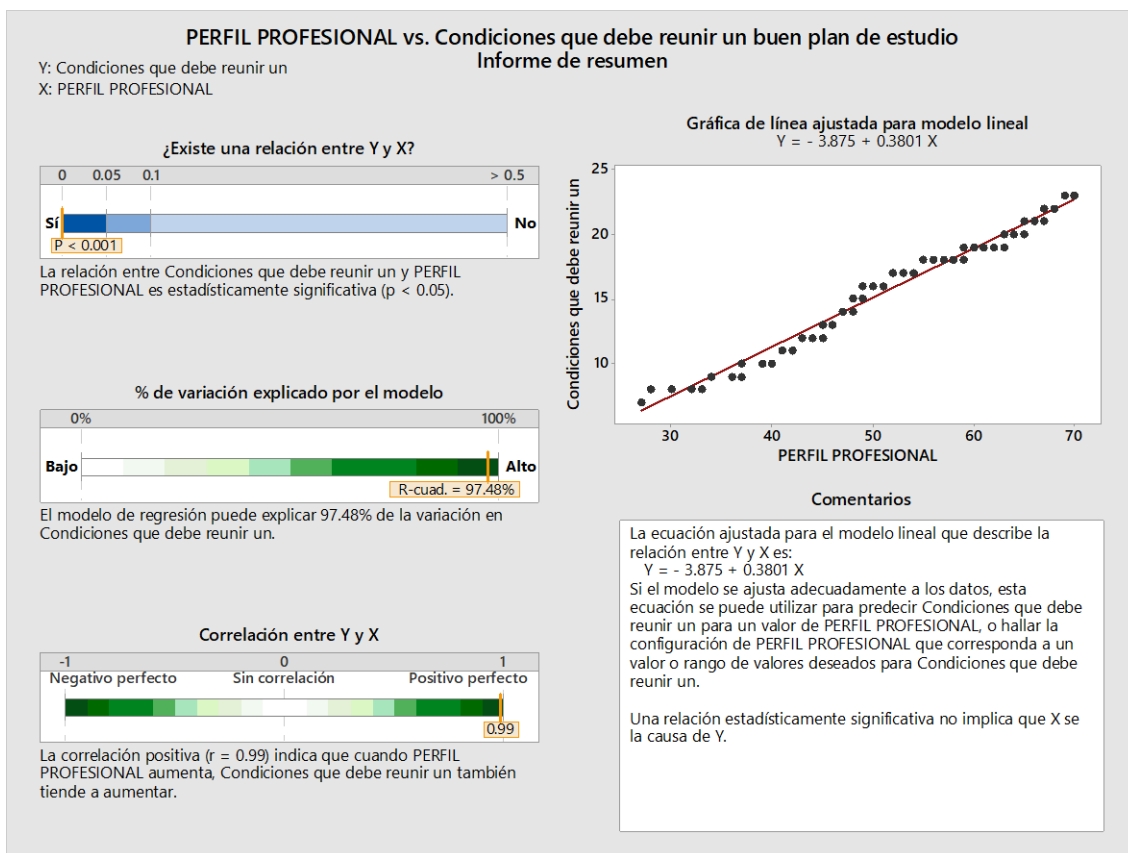 PERFIL PROFESIONAL vs. Condiciones que debe reunir un buen plan de estudio
Informe de resumen
Y: Condiciones que debe reunir un
X: PERFIL PROFESIONAL
¿Existe una relación entre Y y X?
0 0.05 0.1 > 0.5
Sí No
P < 0.001
La relación entre Condiciones que debe reunir un y PERFIL
PROFESIONAL es estadísticamente significativa (p < 0.05).
% de variación explicado por el modelo
0% 100%
Bajo Alto
R-cuad. = 97.48%
El modelo de regresión puede explicar 97.48% de la variación en
Condiciones que debe reunir un.
Correlación entre Y y X
-1 0 1
Negativo perfecto Sin correlación Positivo perfecto
0.99
La correlación positiva (r = 0.99) indica que cuando PERFIL
PROFESIONAL aumenta, Condiciones que debe reunir un también
tiende a aumentar.
Gráfica de línea ajustada para modelo lineal
Y = - 3.875 + 0.3801 X
25
20
15
10
Condiciones que debe reunir un
30 40 50 60 70
PERFIL PROFESIONAL
Comentarios
La ecuación ajustada para el modelo lineal que describe la
relación entre Y y X es:
Y = - 3.875 + 0.3801 X
Si el modelo se ajusta adecuadamente a los datos, esta
ecuación se puede utilizar para predecir Condiciones que debe
reunir un para un valor de PERFIL PROFESIONAL, o hallar la
configuración de PERFIL PROFESIONAL que corresponda a un
valor o rango de valores deseados para Condiciones que debe
reunir un.
Una relación estadísticamente significativa no implica que X se
la causa de Y.